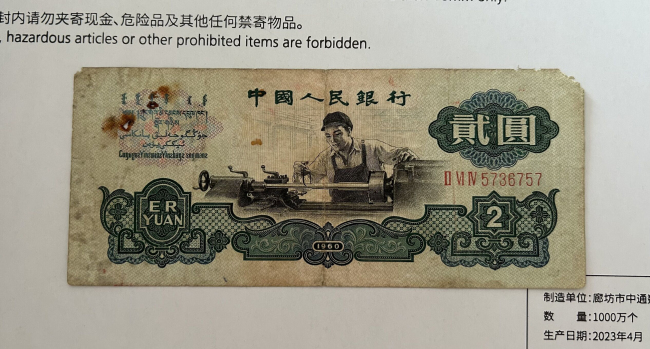 封内请勿夹寄现金、危险品及其他任何禁寄物品。
, hazardous articles or other prohibited items are forbidden.
中國人民銀行
貳圓
ⅡⅥⅣ5736757
ER
YUAN
2
1960
制造单位:廊坊市中通
数 量:1000万个
生产日期:2023年4月